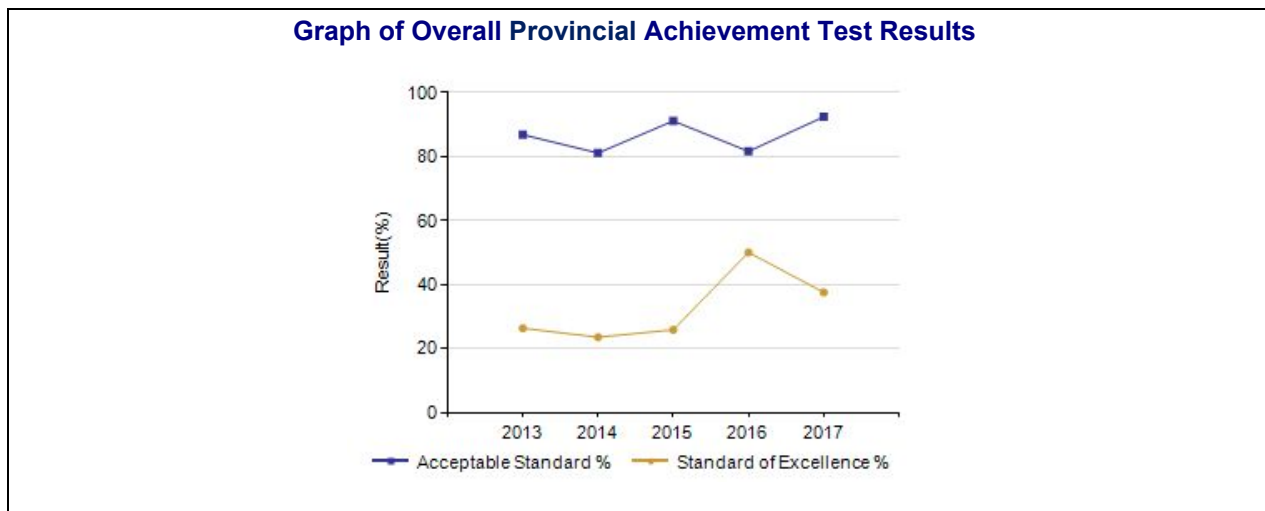 Graph of Overall Provincial Achievement Test Results
100
80
60
40
20
0
Result(%)
2013 2014 2015 2016 2017
Acceptable Standard % Standard of Excellence %